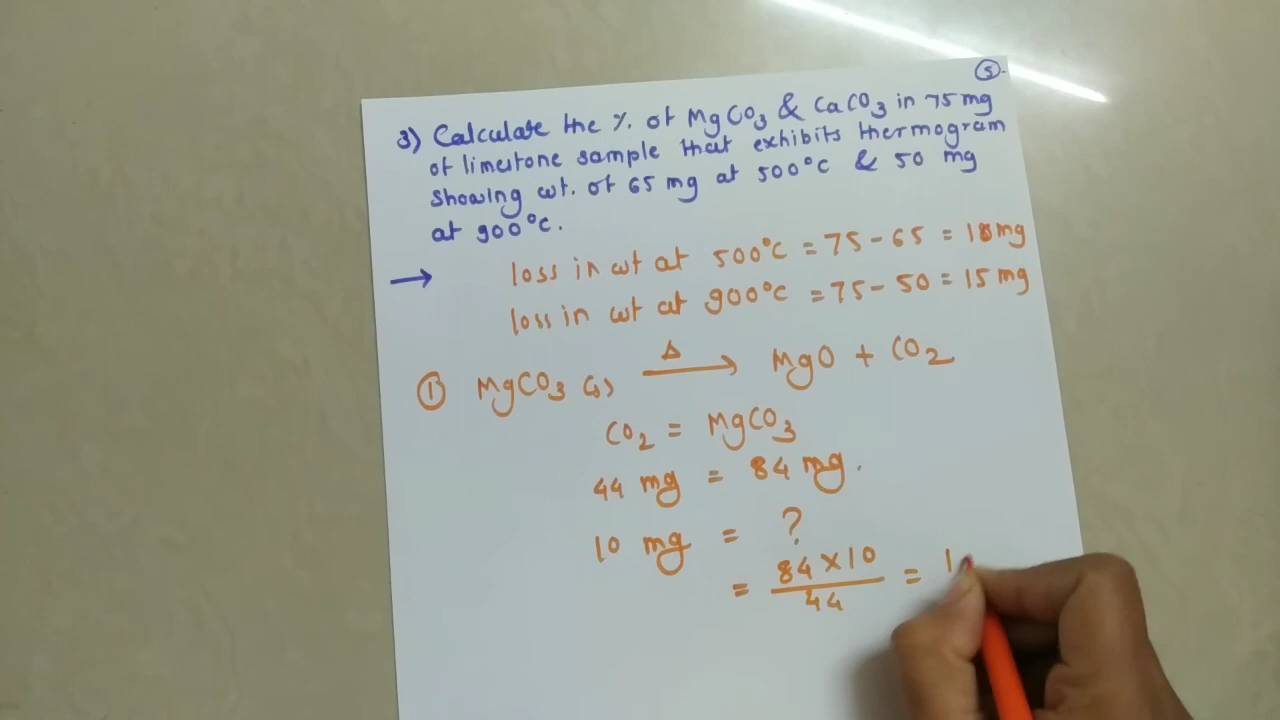 5
3) Calculate the %. of MgCO3 & CaCO3 in 75 mg
of limestone sample that exhibits thermogram
showing wt. of 65 mg at 500°C & 50 mg
at 900°C.
→ loss in wt at 500°C = 75 - 65 = 10 mg
loss in wt at 900°C = 75 - 50 = 15 mg
① MgCO3 (s) Δ → MgO + CO2
CO2 = MgCO3
44 mg = 84 mg.
10 mg = ?
= 84 × 10 / 44 = 1